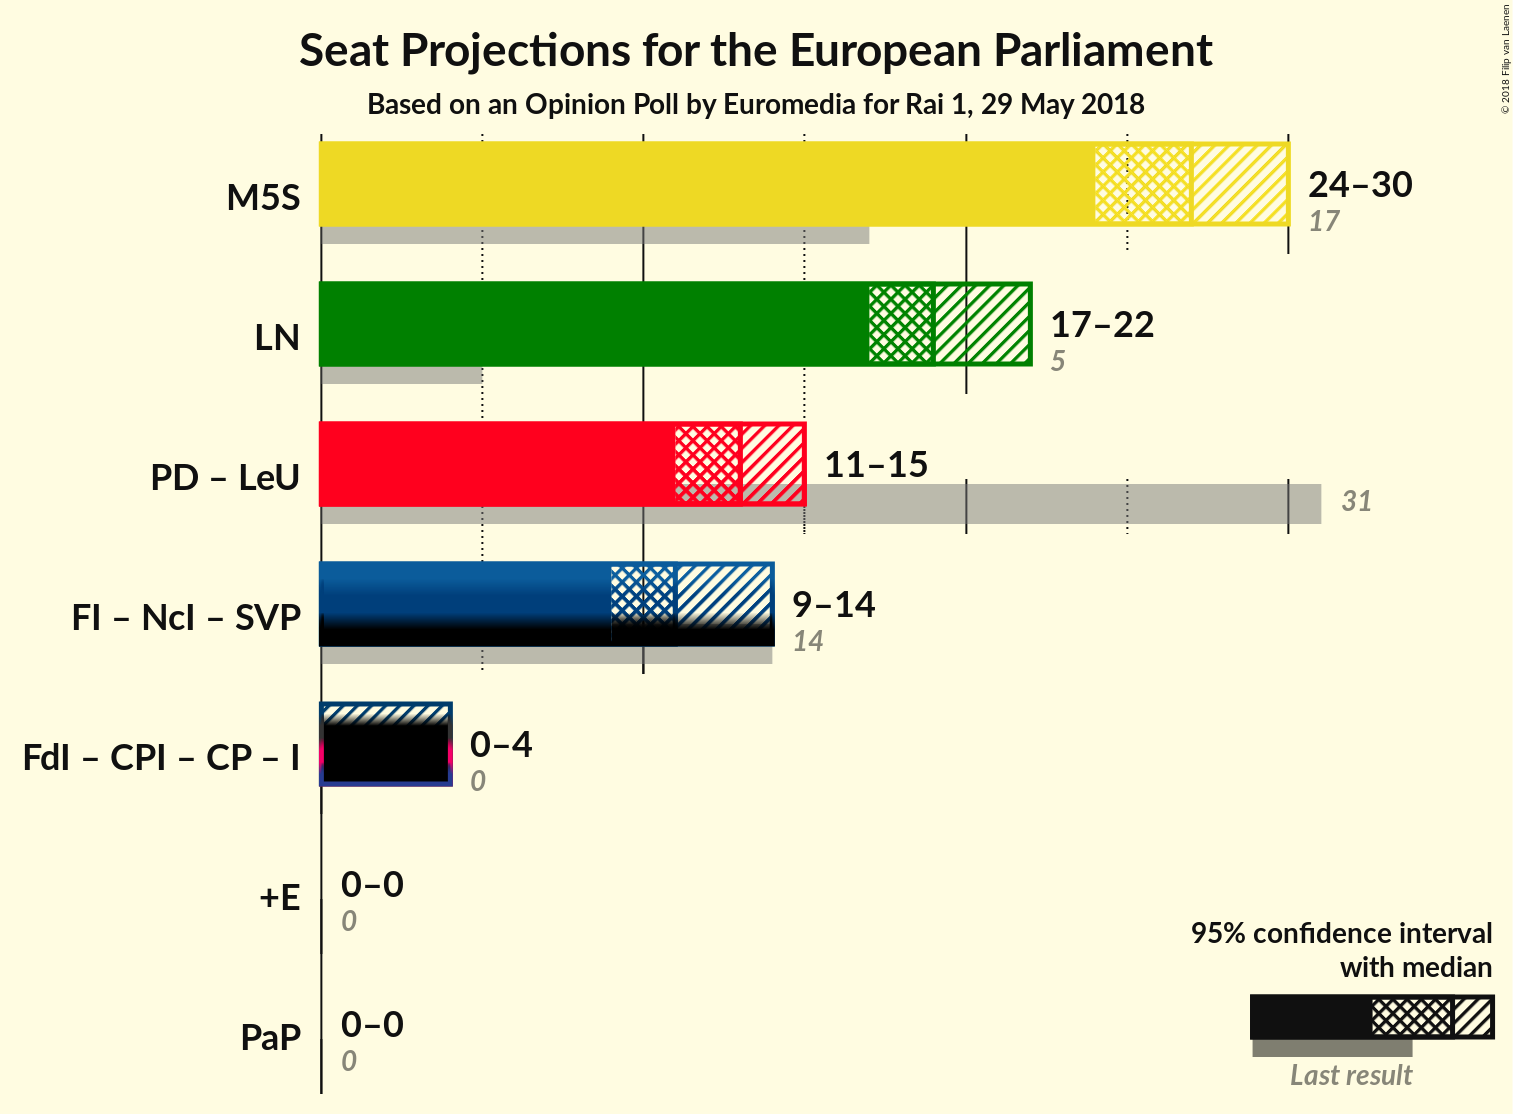 Seat Projections for the European Parliament
Based on an Opinion Poll by Euromedia for Rai 1, 29 May 2018
© 2018 Filip van Laenen
M5S
24–30
17
LN
17–22
5
PD – LeU
11–15
31
FI – NcI – SVP
9–14
14
FdI – CPI – CP – I
0–4
0
+E
0–0
0
PaP
0–0
0
95% confidence interval
with median
Last result